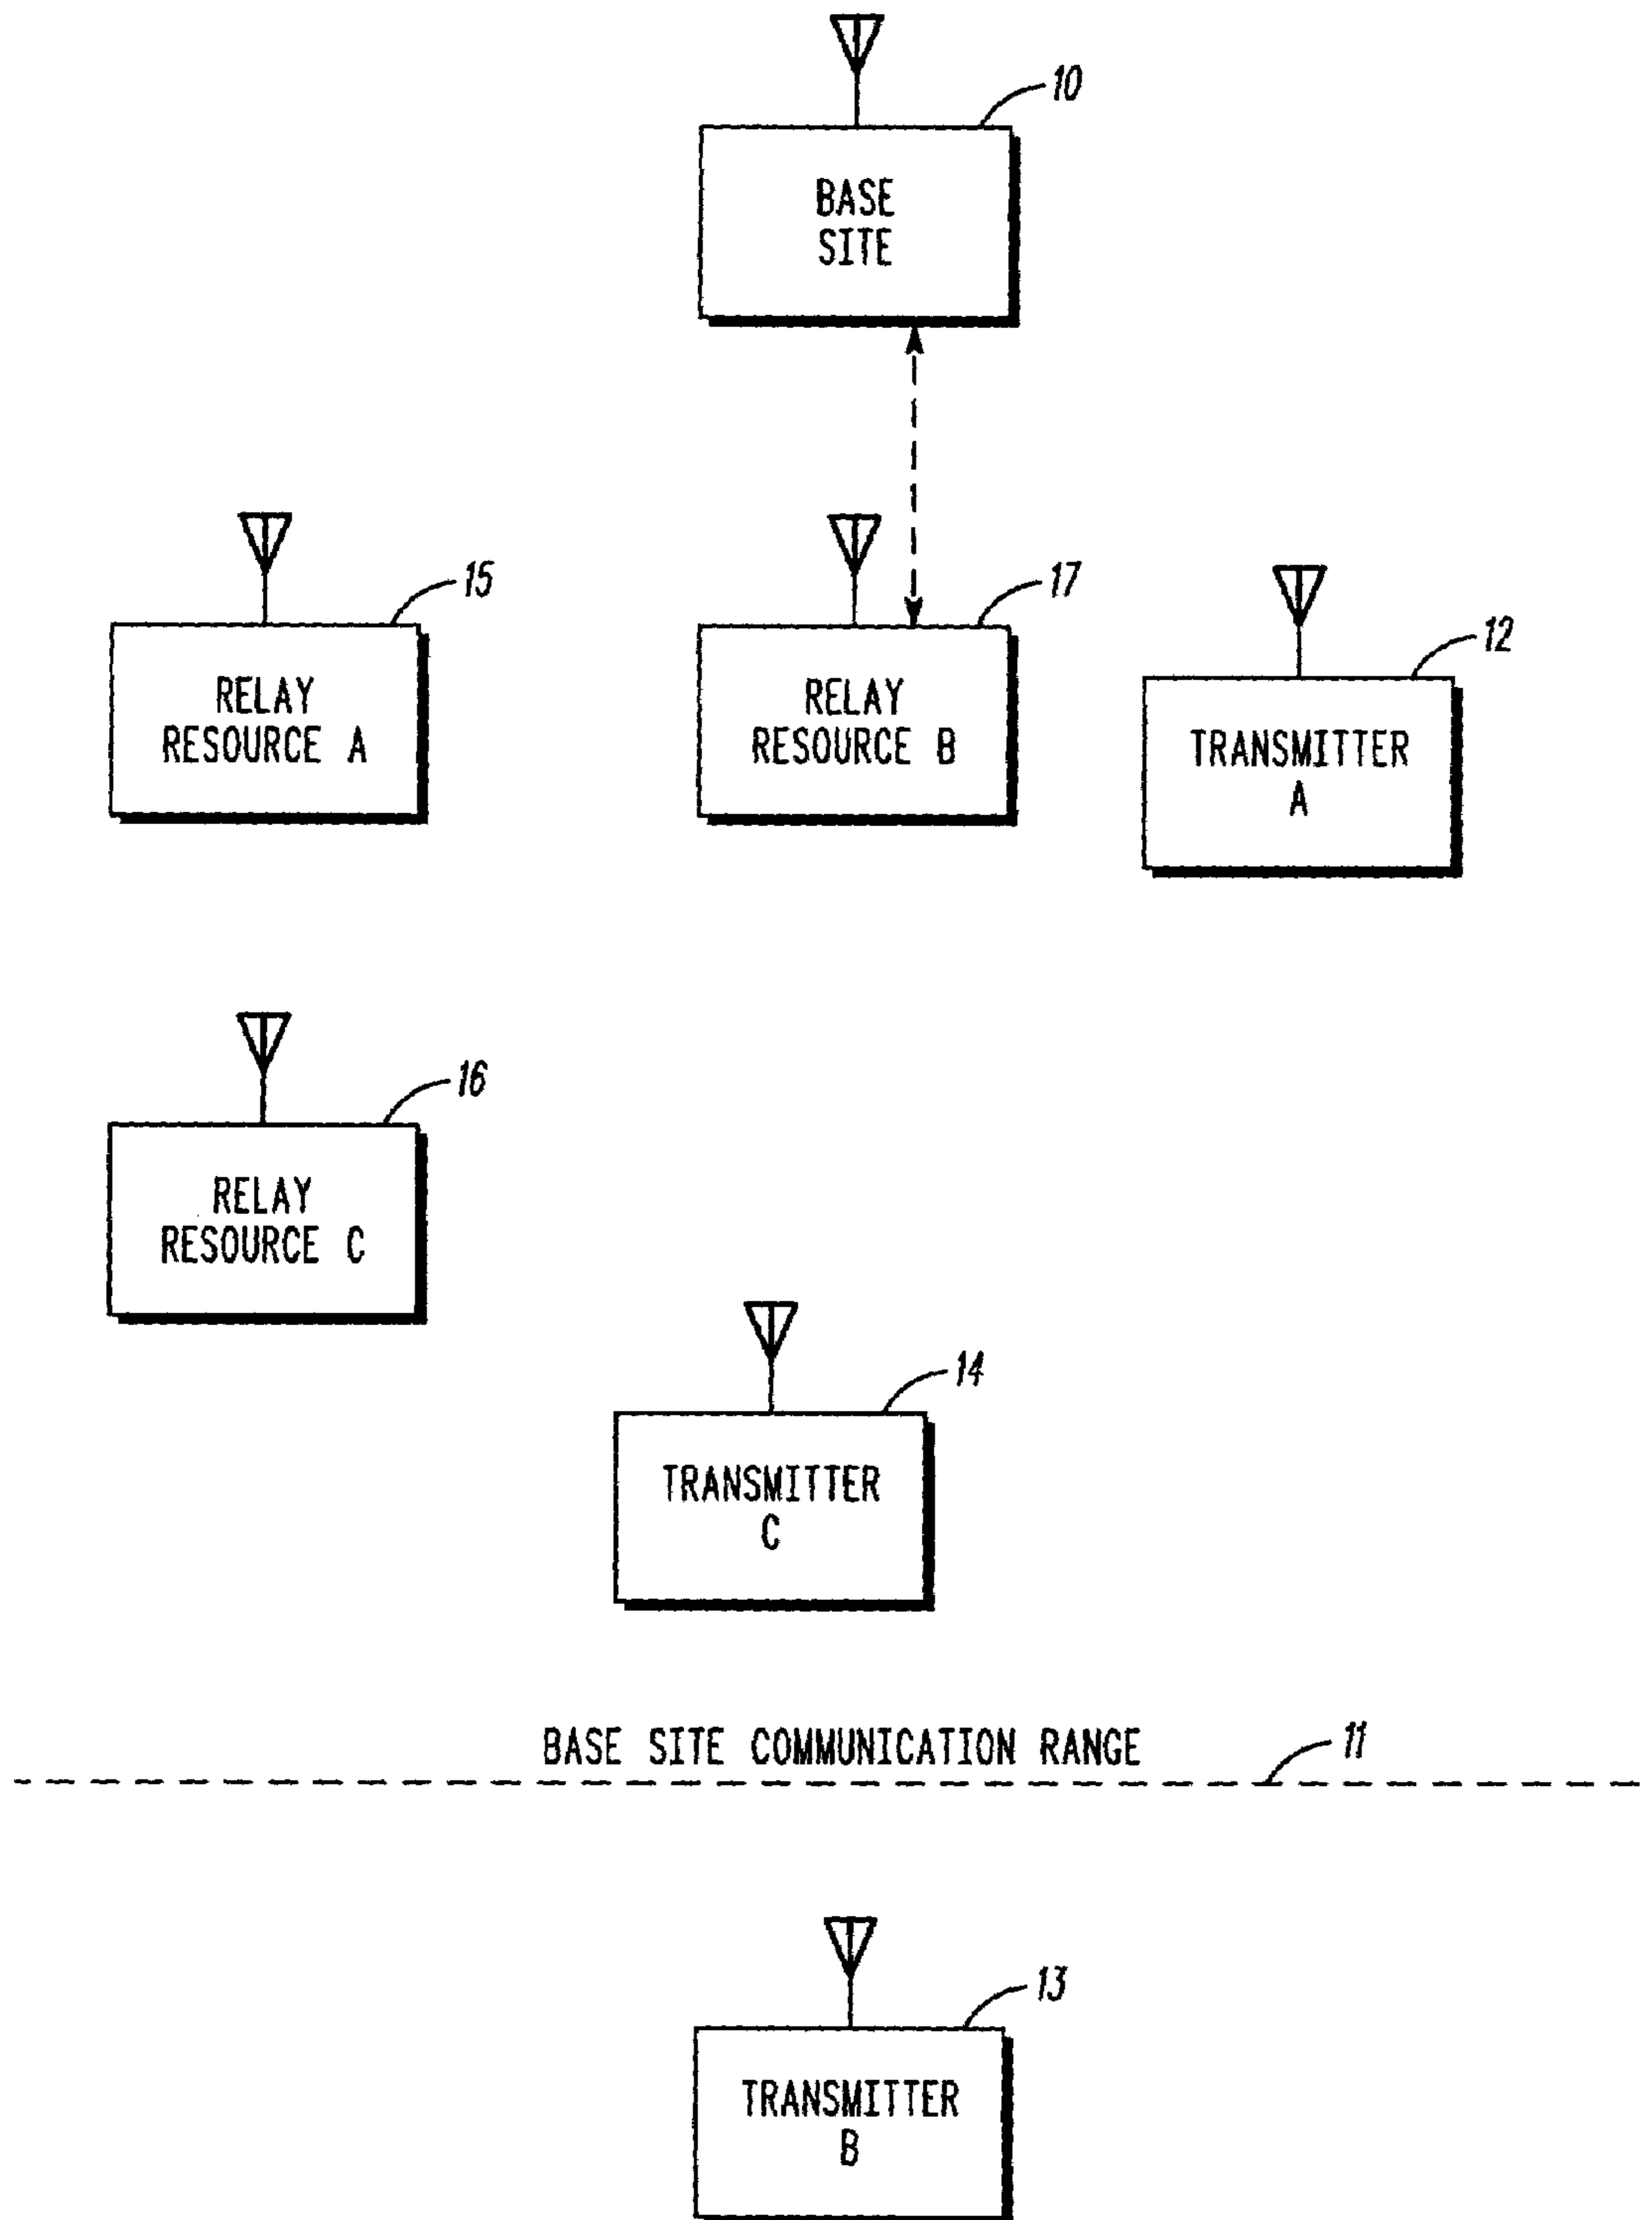 10
BASE
SITE
15
RELAY
RESOURCE A
17
RELAY
RESOURCE B
12
TRANSMITTER
A
16
RELAY
RESOURCE C
14
TRANSMITTER
C
BASE SITE COMMUNICATION RANGE
11
13
TRANSMITTER
B